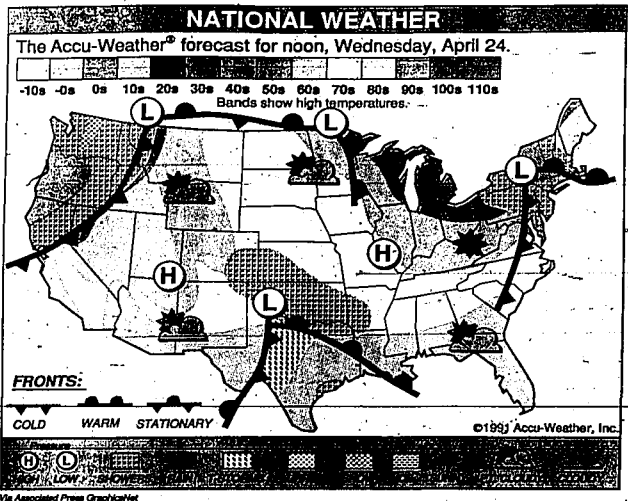 NATIONAL WEATHER
The Accu-Weather® forecast for noon, Wednesday, April 24.
-10s -0s 0s 10s 20s 30s 40s 50s 60s 70s 80s 90s 100s 110s
Bands show high temperatures.
L
L
L
H
H
L
FRONTS:
COLD WARM STATIONARY
©1991 Accu-Weather, Inc.
Pressure
H L
HIGH LOW SHOWERS
Via Associated Press GraphicsNet